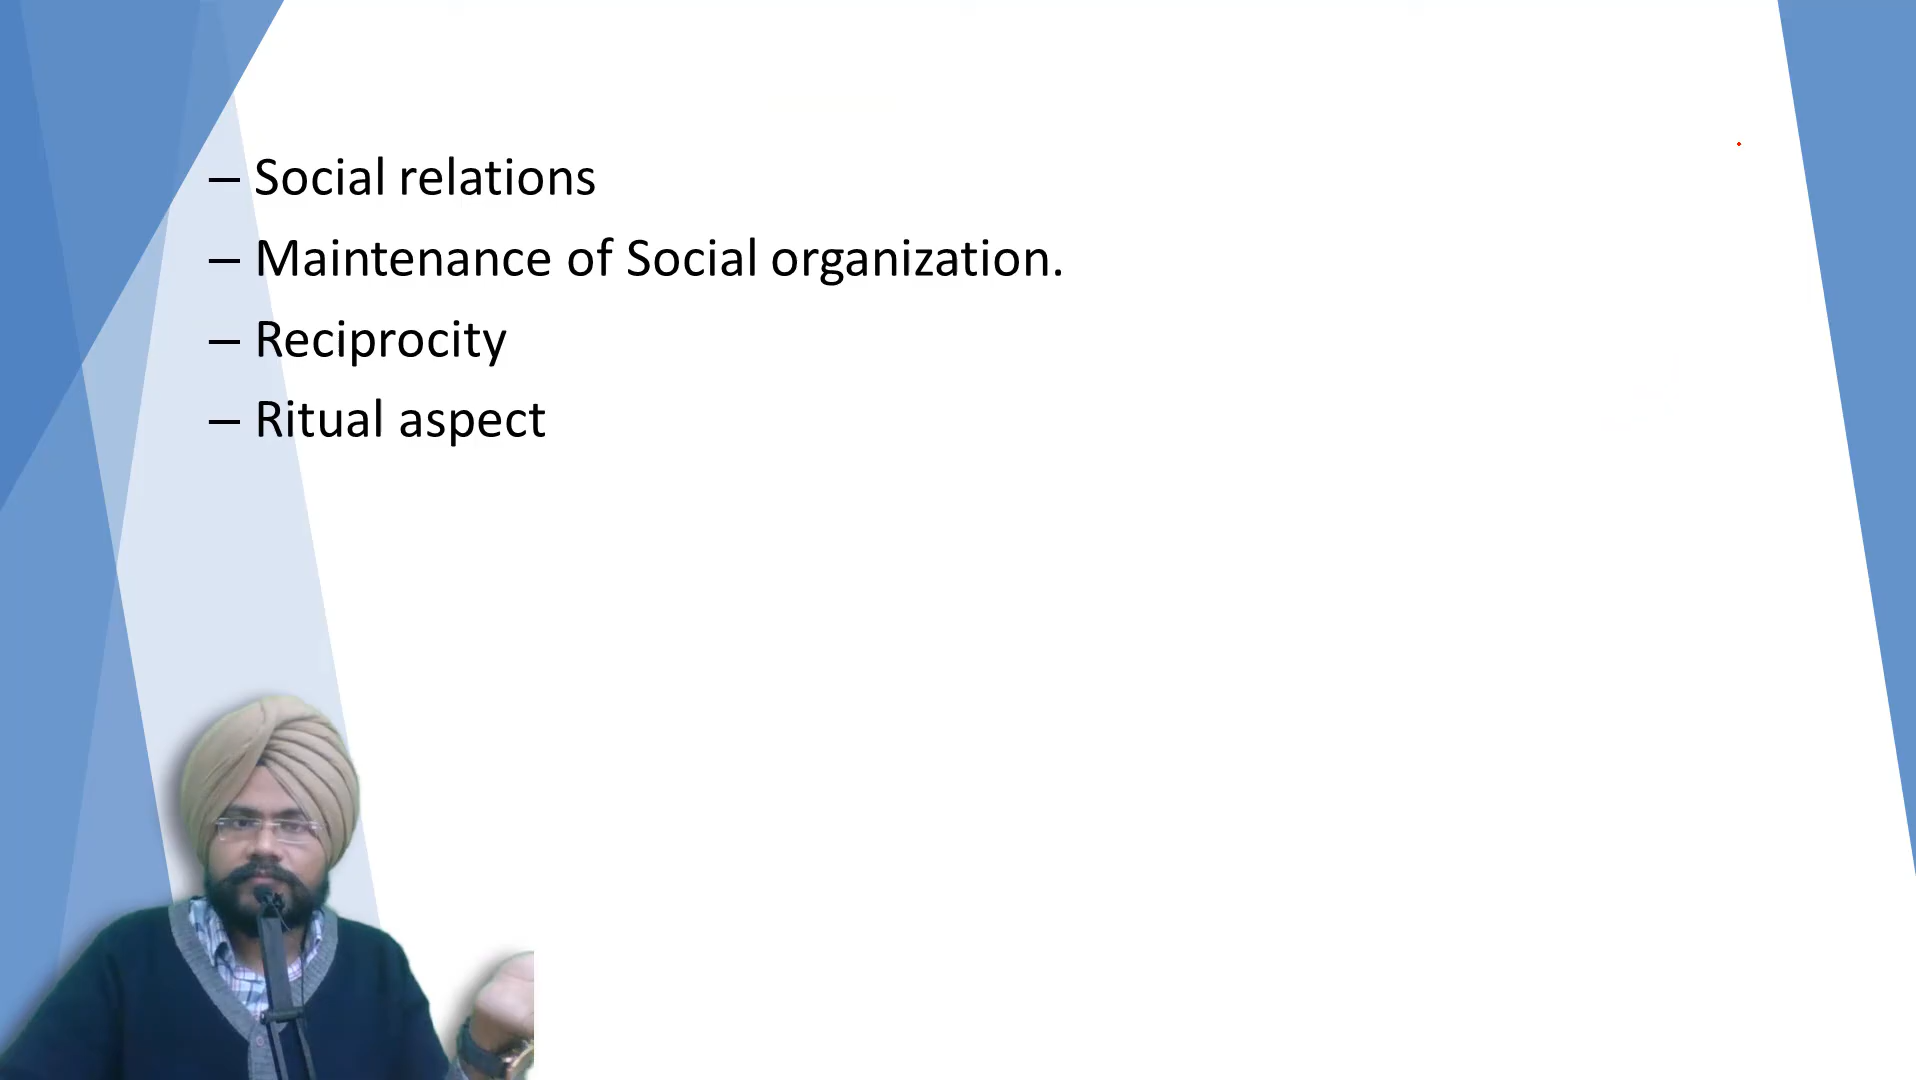 – Social relations
– Maintenance of Social organization.
– Reciprocity
– Ritual aspect